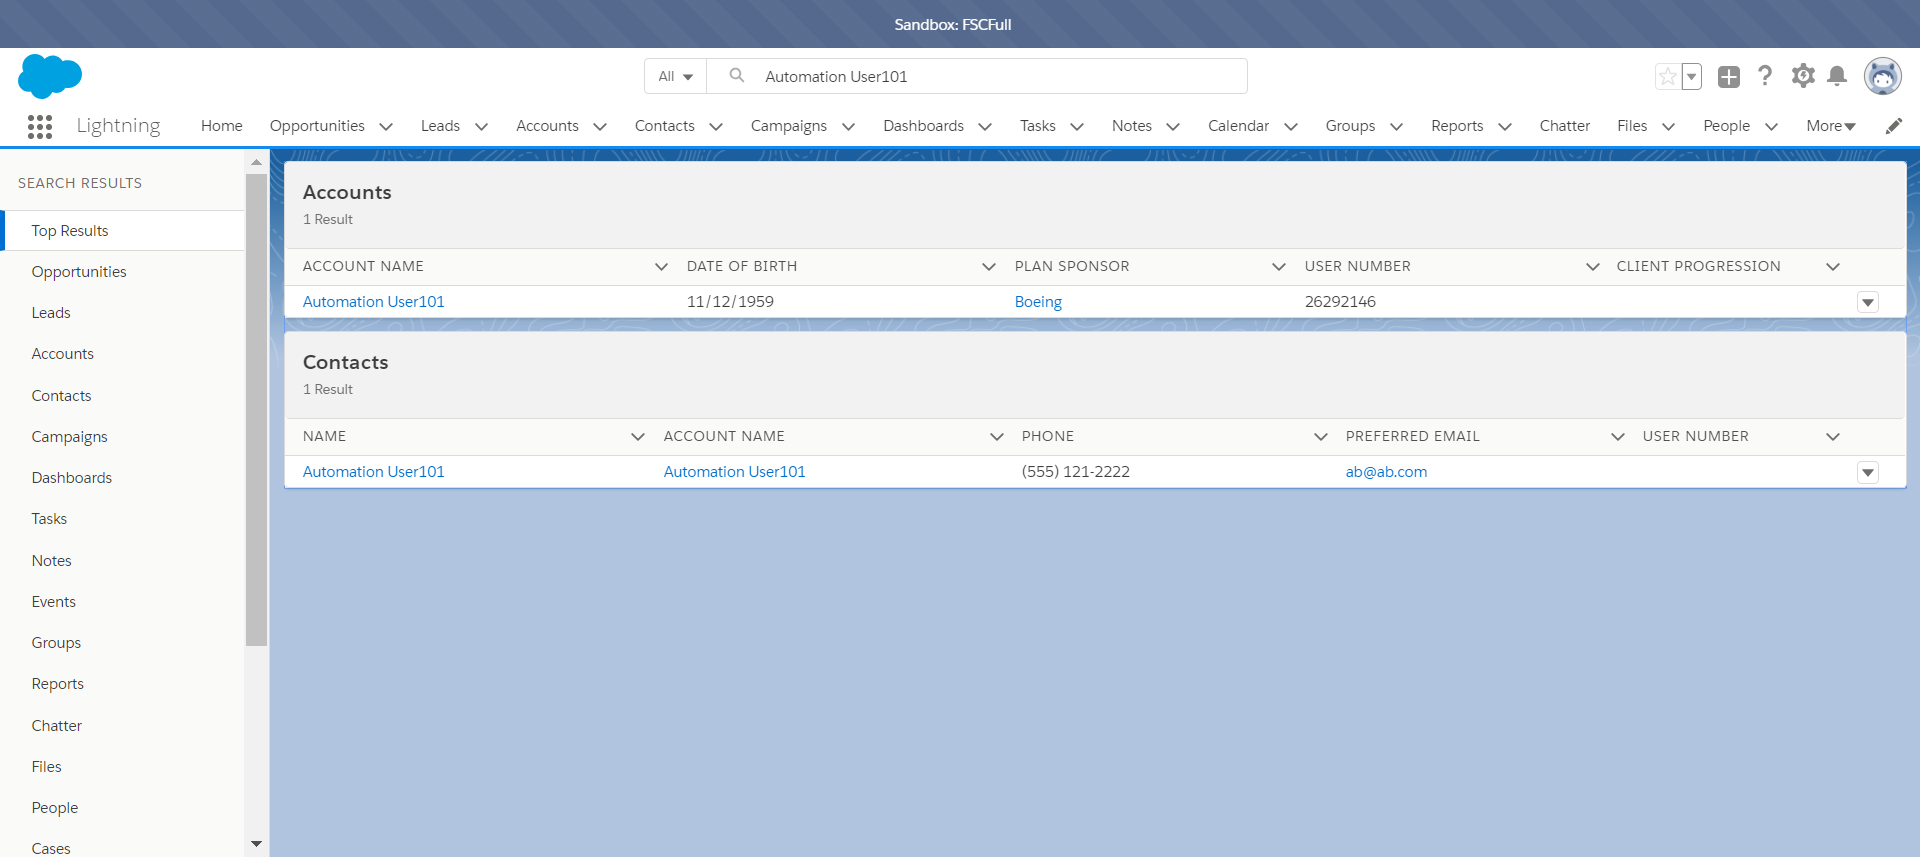 Sandbox: FSCFull
All
Automation User101
Lightning
Home Opportunities Leads Accounts Contacts Campaigns Dashboards Tasks Notes Calendar Groups Reports Chatter Files People More
SEARCH RESULTS
Top Results
Opportunities
Leads
Accounts
Contacts
Campaigns
Dashboards
Tasks
Notes
Events
Groups
Reports
Chatter
Files
People
Cases
Accounts
1 Result
ACCOUNT NAME DATE OF BIRTH PLAN SPONSOR USER NUMBER CLIENT PROGRESSION
Automation User101 11/12/1959 Boeing 26292146
Contacts
1 Result
NAME ACCOUNT NAME PHONE PREFERRED EMAIL USER NUMBER
Automation User101 Automation User101 (555) 121-2222 ab@ab.com